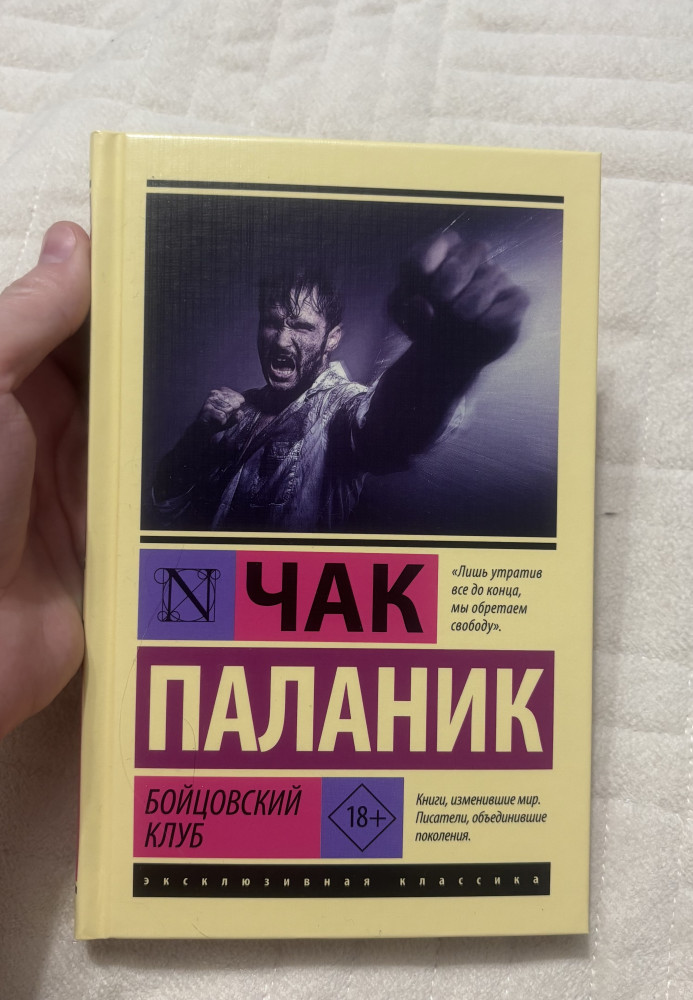 N ЧАК
«Лишь утратив
все до конца,
мы обретаем
свободу».
ПАЛАНИК
БОЙЦОВСКИЙ
КЛУБ
18+
Книги, изменившие мир.
Писатели, объединившие
поколения.
эксклюзивная классика